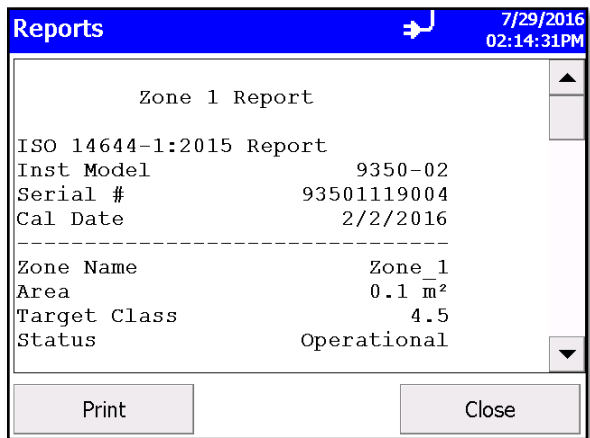 Reports
7/29/2016
02:14:31PM
Zone 1 Report
ISO 14644-1:2015 Report
Inst Model 9350-02
Serial # 93501119004
Cal Date 2/2/2016
--------------------------------
Zone Name Zone_1
Area 0.1 m²
Target Class 4.5
Status Operational
Print Close